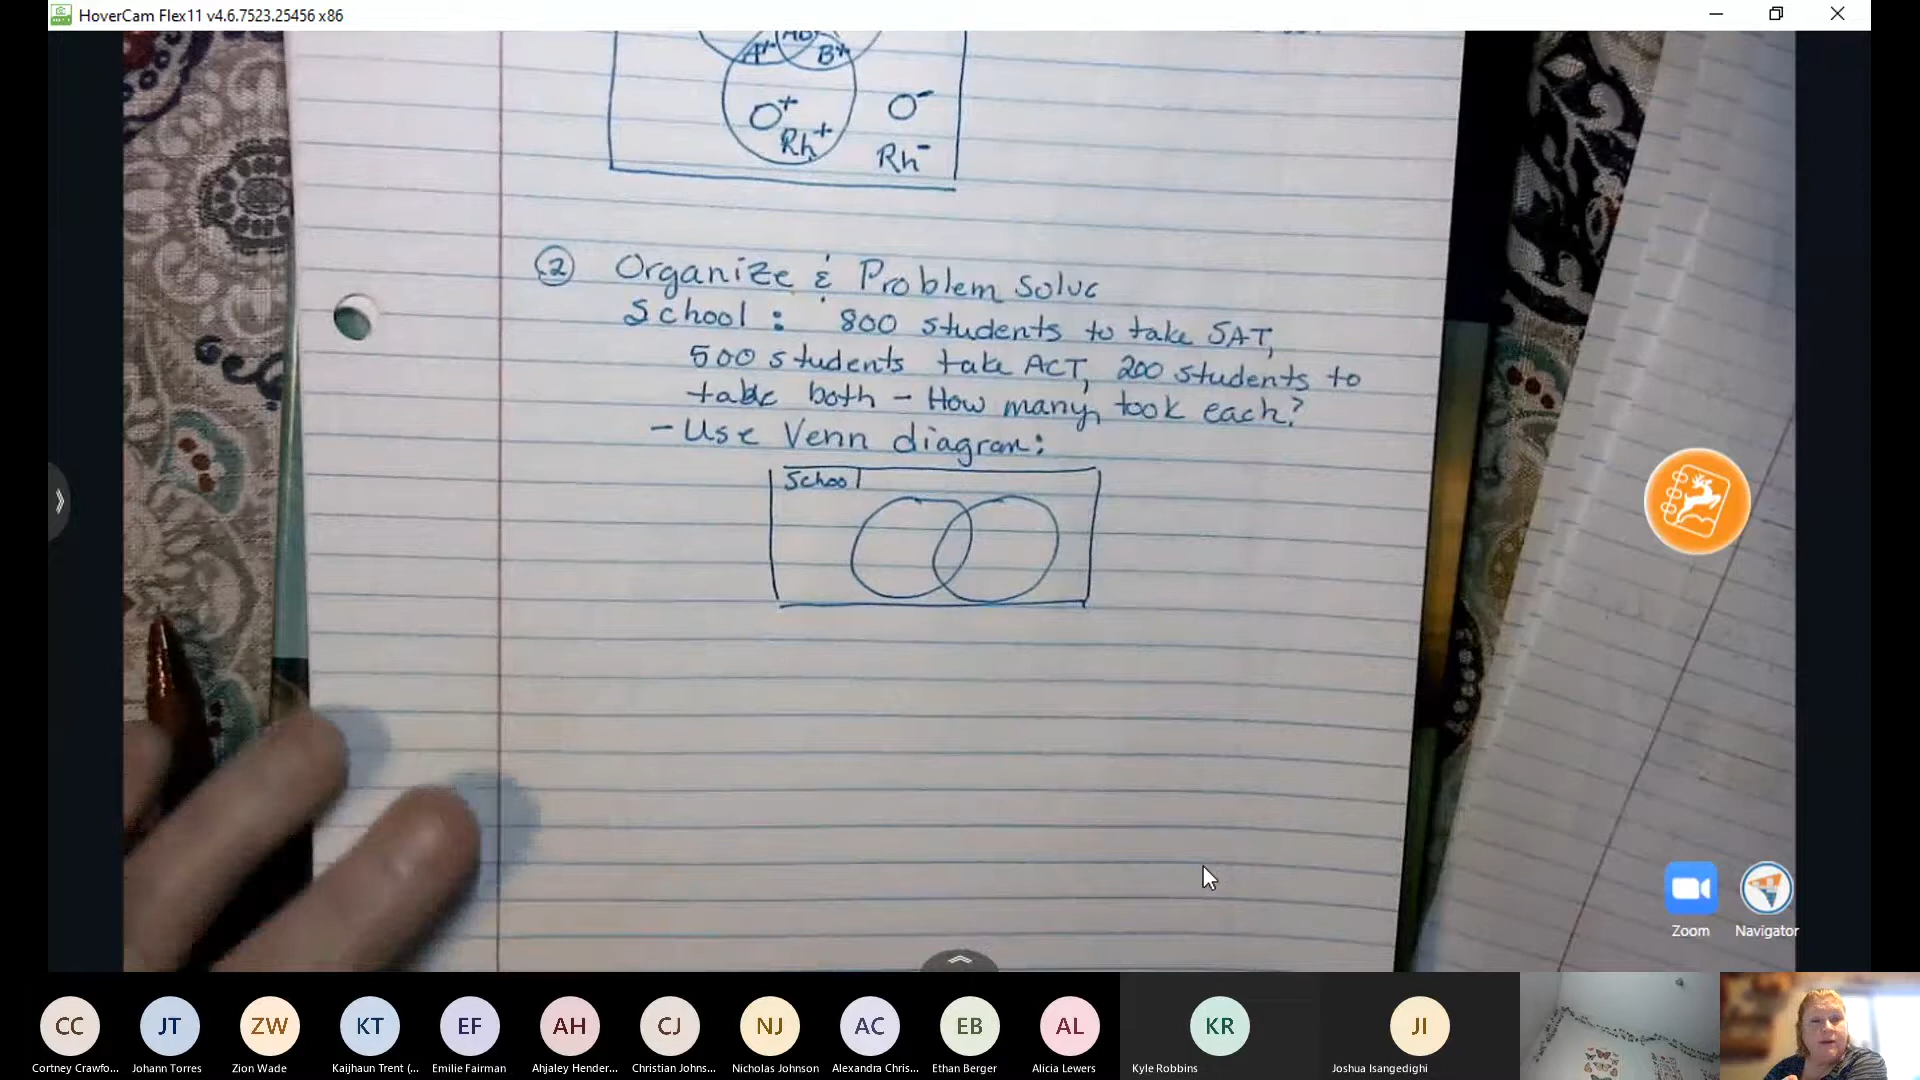 HoverCam Flex11 v4.6.7523.25456 x86
A+ AB B+
O+ O-
Rh+ Rh-
② Organize & Problem Solve
School: 800 students to take SAT,
500 students take ACT, 200 students to
take both - How many took each?
- Use Venn diagram:
School
Zoom Navigator
CC JT ZW KT EF AH CJ NJ AC EB AL KR JI
Cortney Crawfo... Johann Torres Zion Wade Kaijhaun Trent (... Emilie Fairman Ahjaley Hender... Christian Johns... Nicholas Johnson Alexandra Chris... Ethan Berger Alicia Lewers Kyle Robbins Joshua Isangedighi